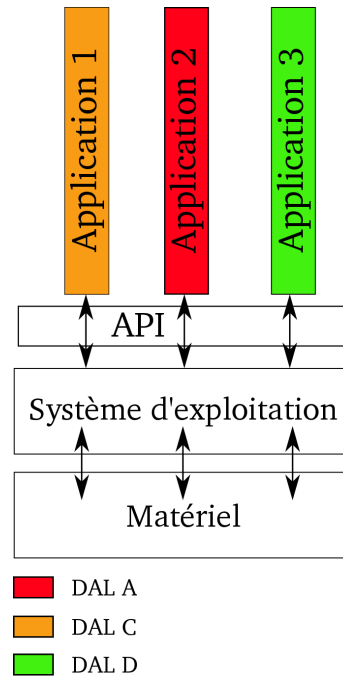 Application 1
Application 2
Application 3
API
Système d'exploitation
Matériel
DAL A
DAL C
DAL D